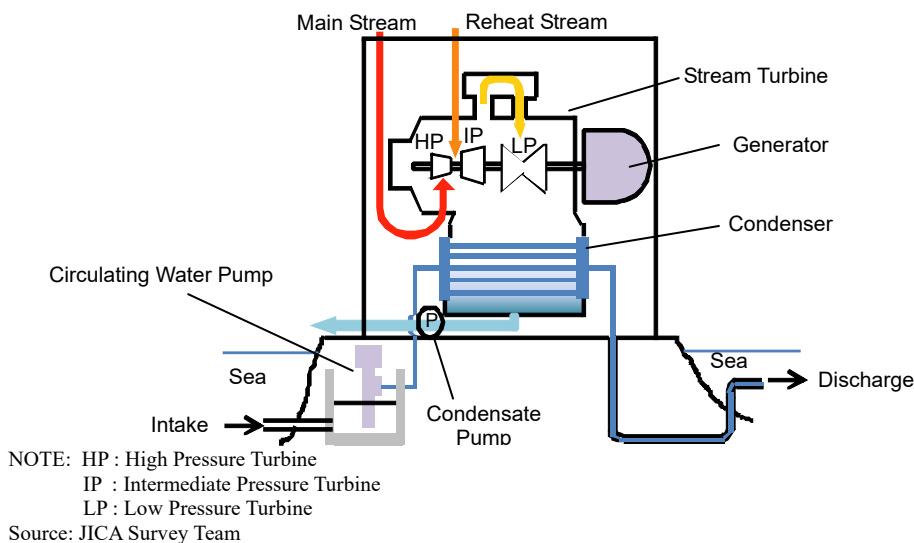 Main Stream
Reheat Stream
Stream Turbine
HP
IP
LP
Generator
Condenser
Circulating Water Pump
P
Sea
Sea
Discharge
Intake
Condensate
Pump
NOTE: HP : High Pressure Turbine
IP : Intermediate Pressure Turbine
LP : Low Pressure Turbine
Source: JICA Survey Team